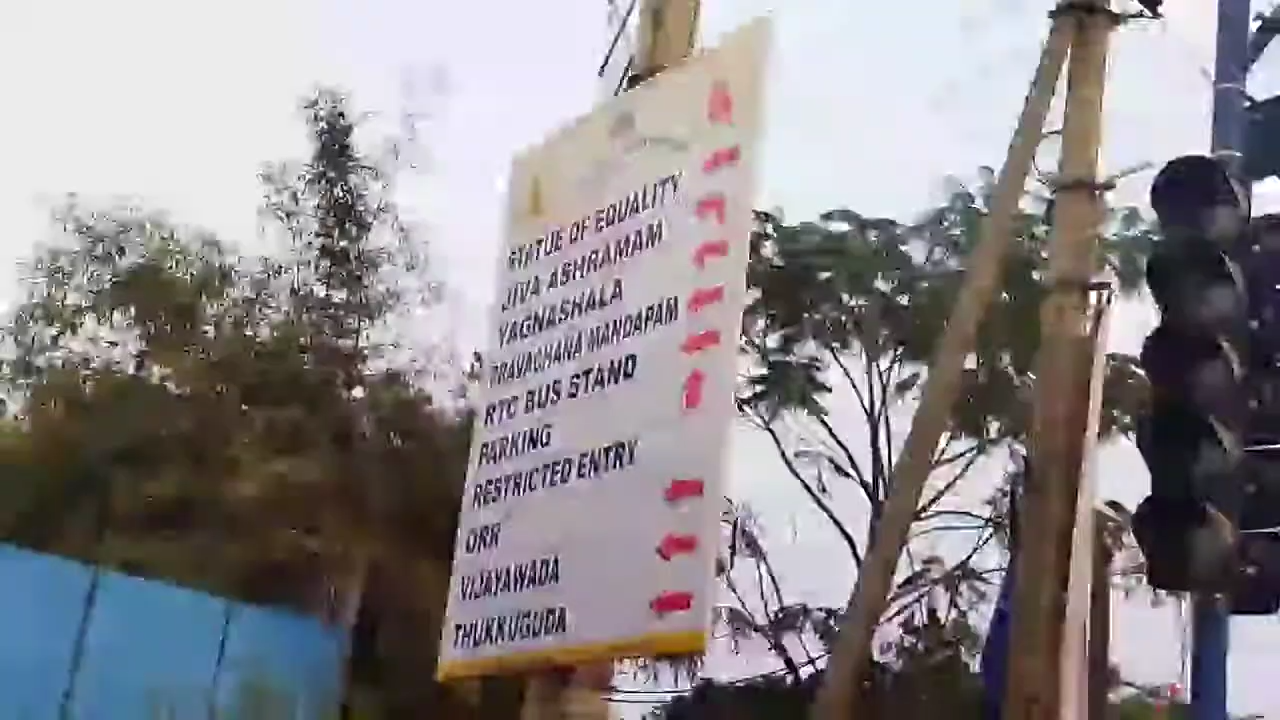 STATUE OF EQUALITY
JIVA ASHRAMAM
YAGNASHALA
PRAVACHANA MANDAPAM
RTC BUS STAND
PARKING
RESTRICTED ENTRY
ORR
VIJAYAWADA
THUKKUGUDA